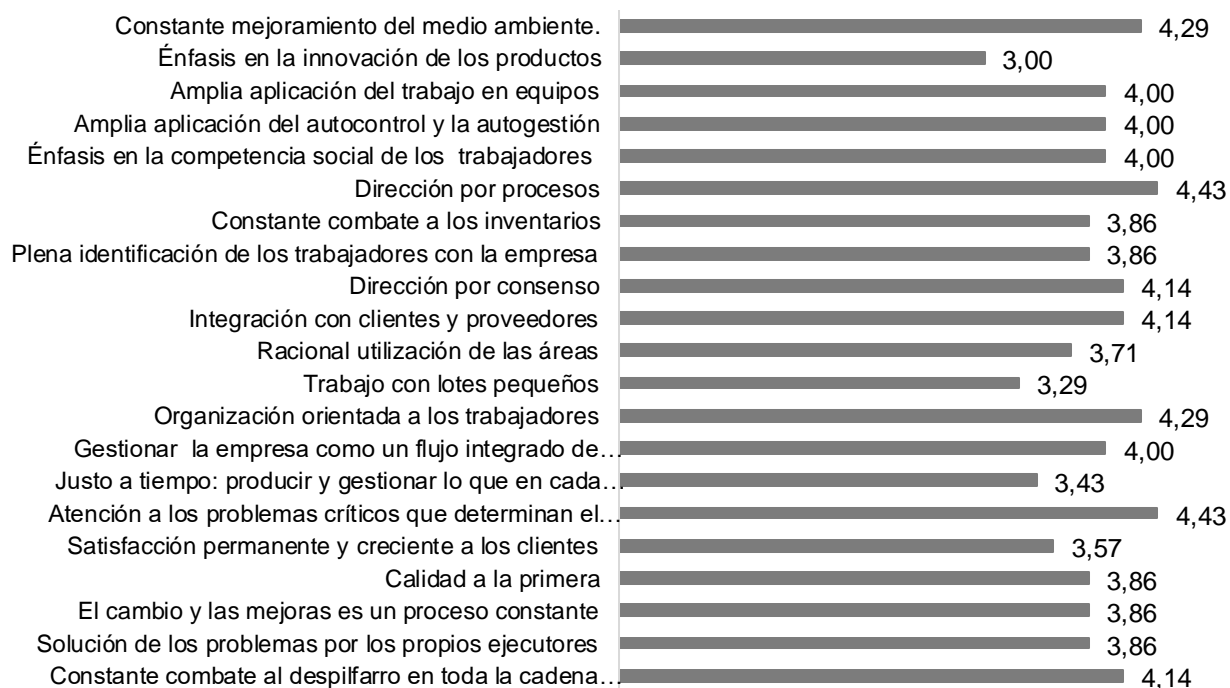 Constante mejoramiento del medio ambiente. 4,29
Énfasis en la innovación de los productos 3,00
Amplia aplicación del trabajo en equipos 4,00
Amplia aplicación del autocontrol y la autogestión 4,00
Énfasis en la competencia social de los  trabajadores 4,00
Dirección por procesos 4,43
Constante combate a los inventarios 3,86
Plena identificación de los trabajadores con la empresa 3,86
Dirección por consenso 4,14
Integración con clientes y proveedores 4,14
Racional utilización de las áreas 3,71
Trabajo con lotes pequeños 3,29
Organización orientada a los trabajadores 4,29
Gestionar  la empresa como un flujo integrado de… 4,00
Justo a tiempo: producir y gestionar lo que en cada… 3,43
Atención a los problemas críticos que determinan el… 4,43
Satisfacción permanente y creciente a los clientes 3,57
Calidad a la primera 3,86
El cambio y las mejoras es un proceso constante 3,86
Solución de los problemas por los propios ejecutores 3,86
Constante combate al despilfarro en toda la cadena… 4,14